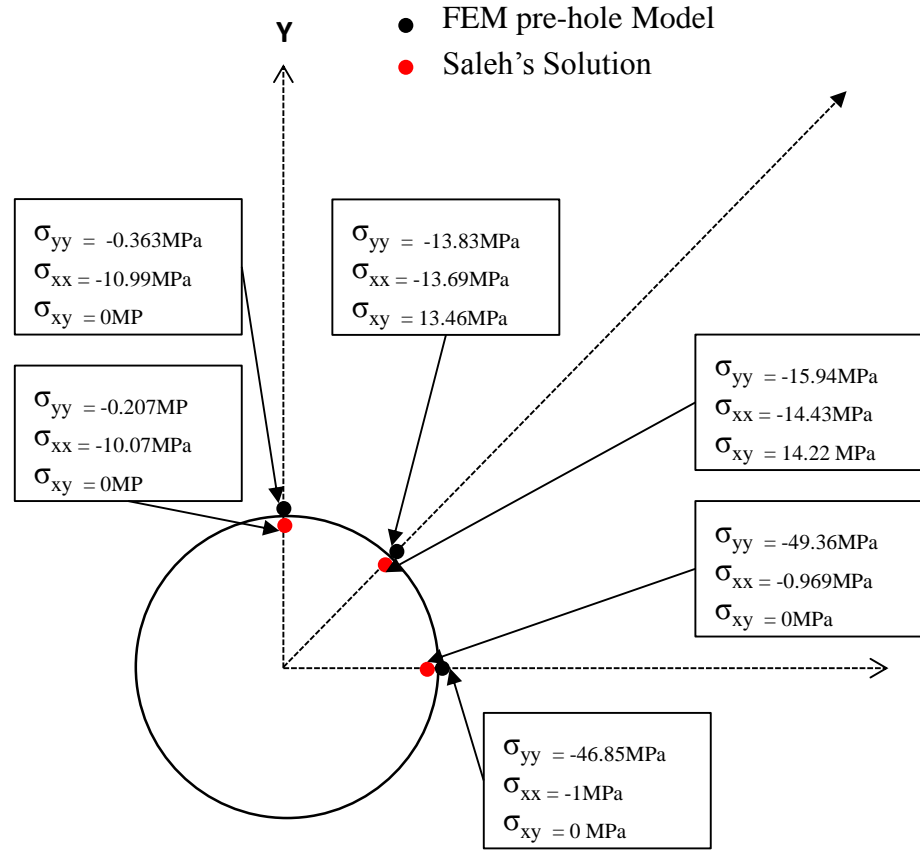 FEM pre-hole Model
Y
Saleh's Solution
σyy = -0.363MPa
σxx = -10.99MPa
σxy = 0MP
σyy = -13.83MPa
σxx = -13.69MPa
σxy = 13.46MPa
σyy = -0.207MP
σxx = -10.07MPa
σxy = 0MP
σyy = -15.94MPa
σxx = -14.43MPa
σxy = 14.22 MPa
σyy = -49.36MPa
σxx = -0.969MPa
σxy = 0MPa
σyy = -46.85MPa
σxx = -1MPa
σxy = 0 MPa